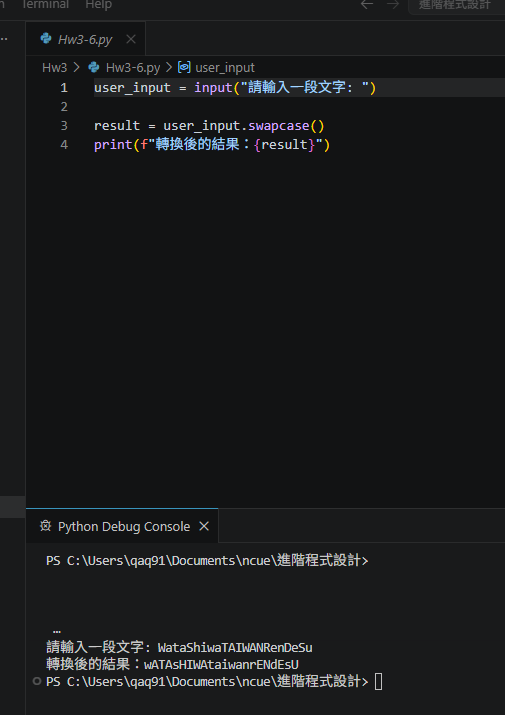 Terminal Help 進階程式設計
Hw3-6.py
Hw3 > Hw3-6.py > user_input
1 user_input = input("請輸入一段文字: ")
2
3 result = user_input.swapcase()
4 print(f"轉換後的結果：{result}")
Python Debug Console
PS C:\Users\qaq91\Documents\ncue\進階程式設計>
…
請輸入一段文字: WataShiwaTAIWANRenDeSu
轉換後的結果：wATAsHIWAtaiwanrENdEsU
PS C:\Users\qaq91\Documents\ncue\進階程式設計>